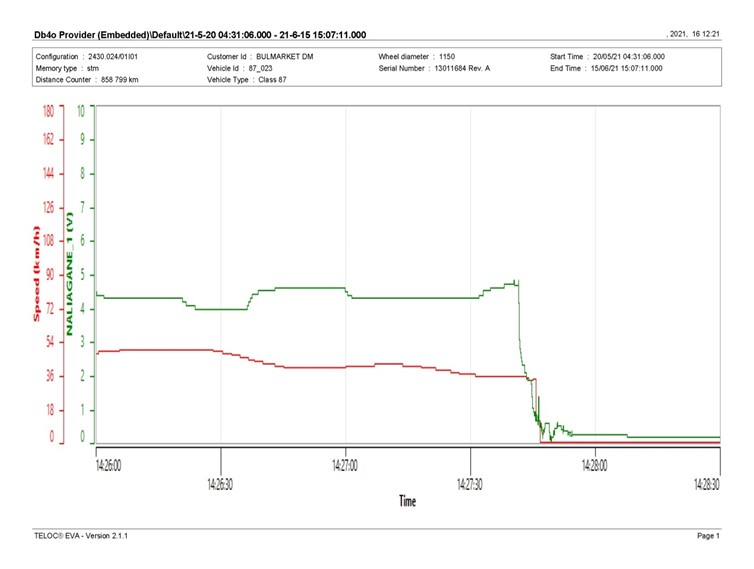 Db4o Provider (Embedded)\Default\21-5-20 04:31:06.000 - 21-6-15 15:07:11.000
, 2021, 16 12:21
Configuration : 2430.024/01I01
Customer Id : BULMARKET DM
Wheel diameter : 1150
Start Time : 20/05/21 04:31:06.000
Memory type : stm
Vehicle Id : 87_023
Serial Number : 13011684 Rev. A
End Time : 15/06/21 15:07:11.000
Distance Counter : 858 799 km
Vehicle Type : Class 87
Speed (km/h)
180
162
144
126
108
90
72
54
36
18
0
NALIAGANE_1 (V)
10
9
8
7
6
5
4
3
2
1
0
14:26:00
14:26:30
14:27:00
14:27:30
14:28:00
14:28:30
Time
TELOC® EVA - Version 2.1.1
Page 1